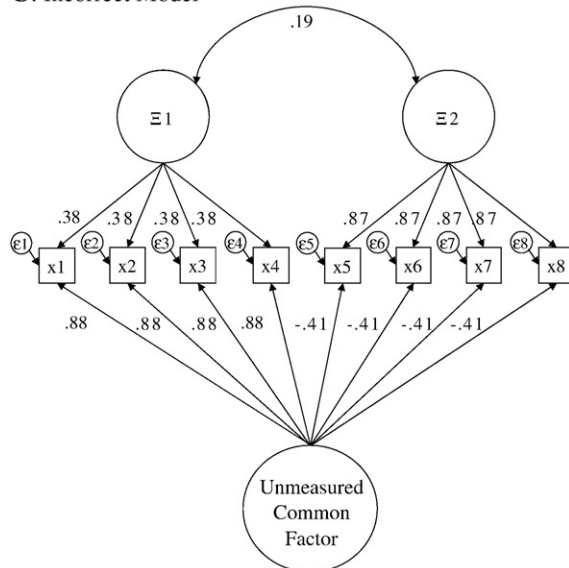 . Incorrect Model
.19
Ξ1
Ξ2
.38
.38
.38
.38
.87
.87
.87
.87
ε1
ε2
ε3
ε4
ε5
ε6
ε7
ε8
x1
x2
x3
x4
x5
x6
x7
x8
.88
.88
.88
.88
-.41
-.41
-.41
-.41
Unmeasured
Common
Factor